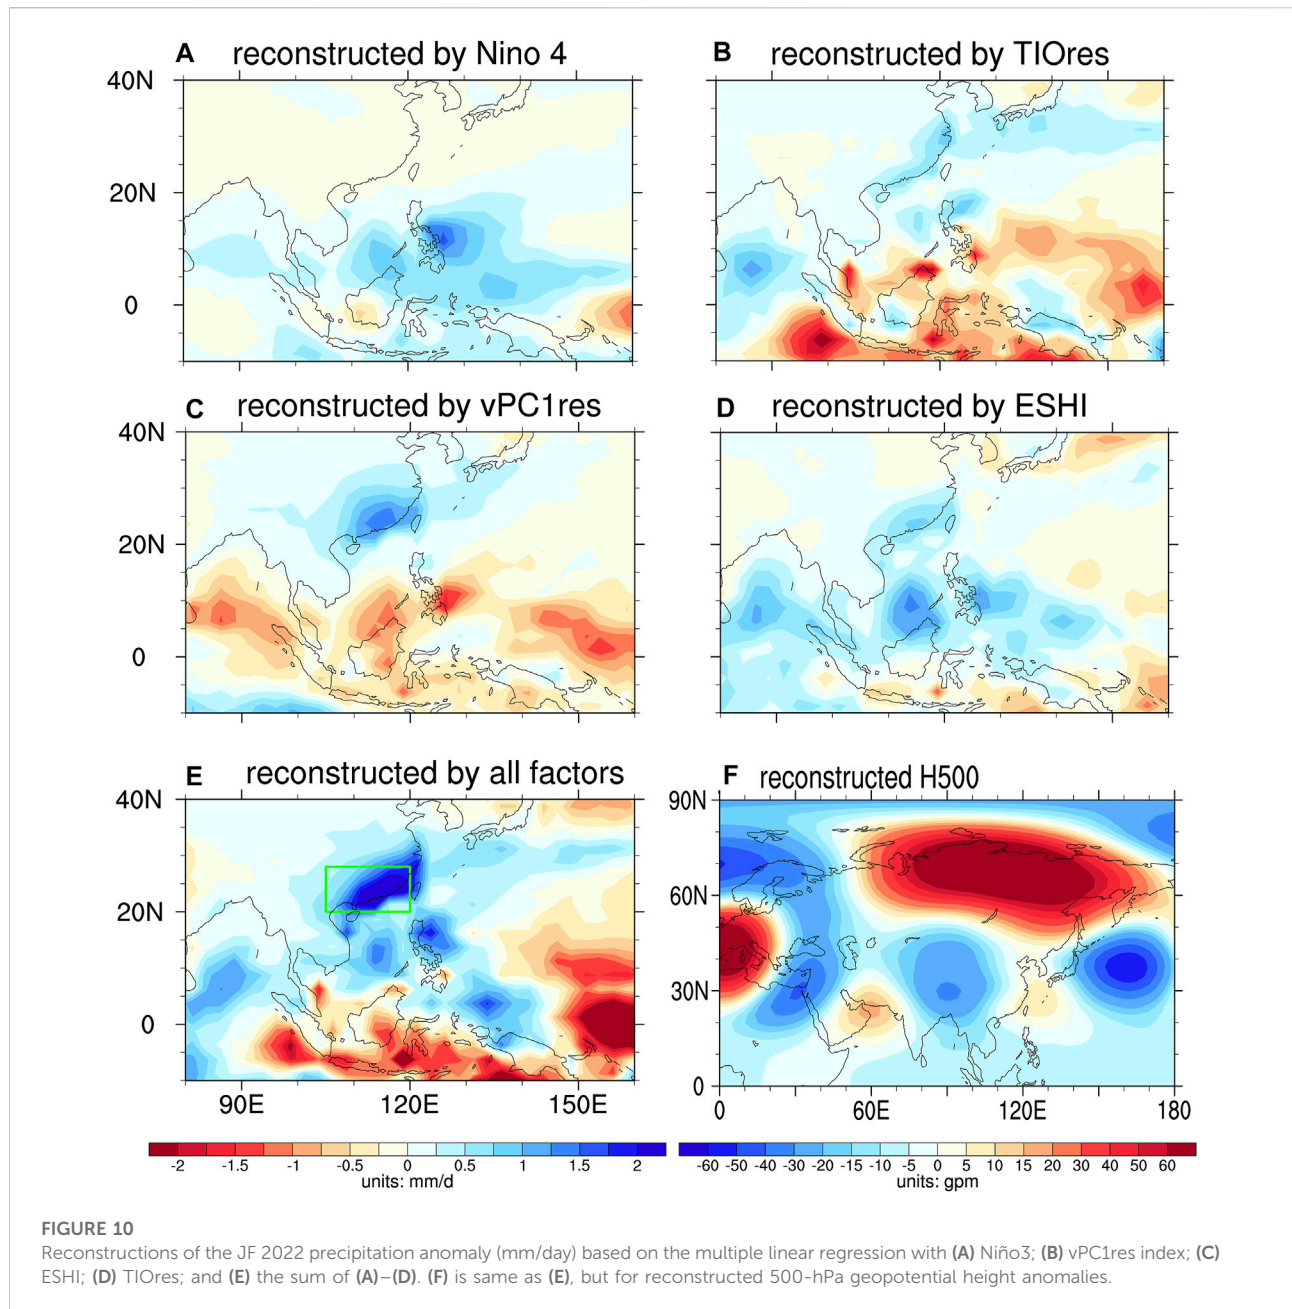 A reconstructed by Nino 4
B reconstructed by TIOres
40N
20N
0
C reconstructed by vPC1res
D reconstructed by ESHI
40N
20N
0
E reconstructed by all factors
F reconstructed H500
40N
20N
0
90E 120E 150E
90N
60N
30N
0
0 60E 120E 180
-2 -1.5 -1 -0.5 0 0.5 1 1.5 2
units: mm/d
-60 -50 -40 -30 -20 -15 -10 -5 0 5 10 15 20 30 40 50 60
units: gpm
FIGURE 10
Reconstructions of the JF 2022 precipitation anomaly (mm/day) based on the multiple linear regression with (A) Niño3; (B) vPC1res index; (C)
ESHI; (D) TIOres; and (E) the sum of (A)–(D). (F) is same as (E), but for reconstructed 500-hPa geopotential height anomalies.